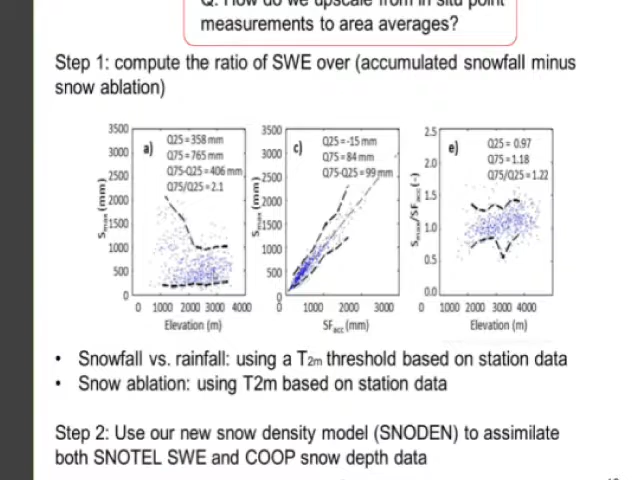 Q: How do we upscale from in situ point
measurements to area averages?
Step 1: compute the ratio of SWE over (accumulated snowfall minus
snow ablation)
3500
3000
2500
2000
1500
1000
500
0
Smax (mm)
a)
Q25=358 mm
Q75=765 mm
Q75-Q25=406 mm
Q75/Q25=2.1
0 1000 2000 3000 4000
Elevation (m)
3500
3000
2500
2000
1500
1000
500
0
Smax (mm)
c)
Q25=-15 mm
Q75=84 mm
Q75-Q25=99 mm
0 1000 2000 3000
SFacc (mm)
2.5
2.0
1.5
1.0
0.5
0.0
Smax/SFacc (-)
e)
Q25= 0.97
Q75=1.18
Q75/Q25=1.22
0 1000 2000 3000 4000
Elevation (m)
• Snowfall vs. rainfall: using a T2m threshold based on station data
• Snow ablation: using T2m based on station data
Step 2: Use our new snow density model (SNODEN) to assimilate
both SNOTEL SWE and COOP snow depth data